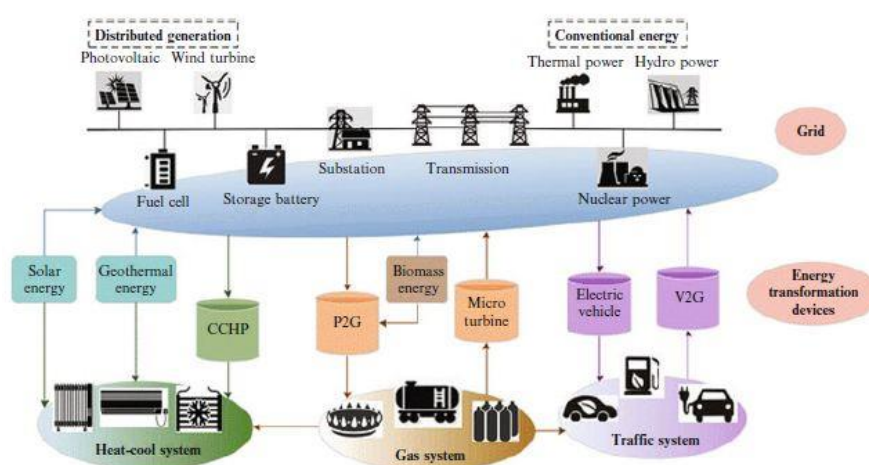 Distributed generation
Conventional energy
Photovoltaic
Wind turbine
Thermal power
Hydro power
Grid
Substation
Transmission
Fuel cell
Storage battery
Nuclear power
Solar
energy
Geothermal
energy
Biomass
energy
CCHP
P2G
Micro
turbine
Electric
vehicle
V2G
Energy
transformation
devices
Heat-cool system
Gas system
Traffic system